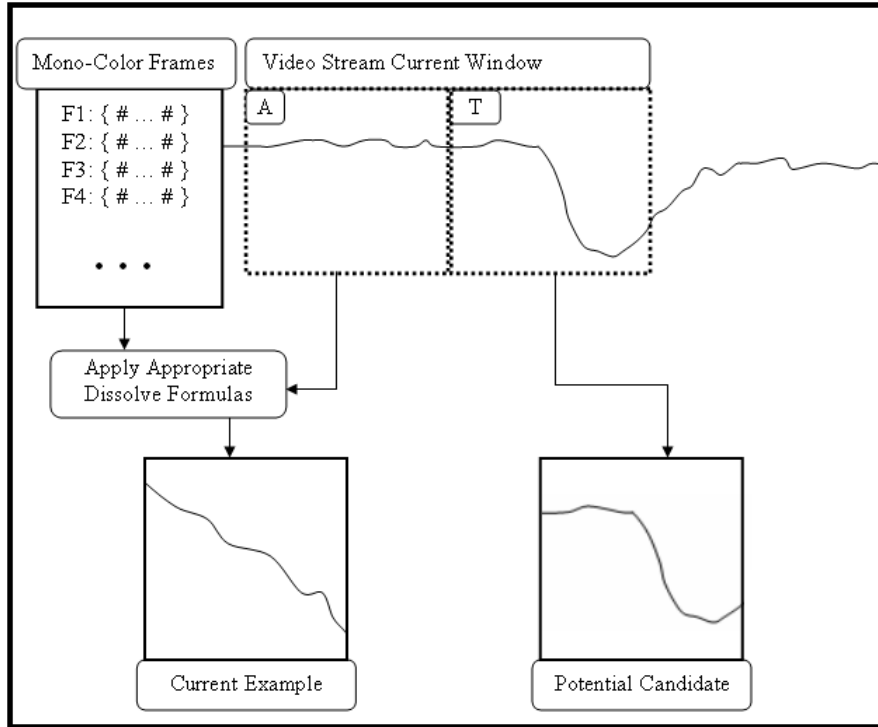 Mono-Color Frames
Video Stream Current Window
F1: { # ... # }
F2: { # ... # }
F3: { # ... # }
F4: { # ... # }
• • •
A
T
Apply Appropriate
Dissolve Formulas
Current Example
Potential Candidate